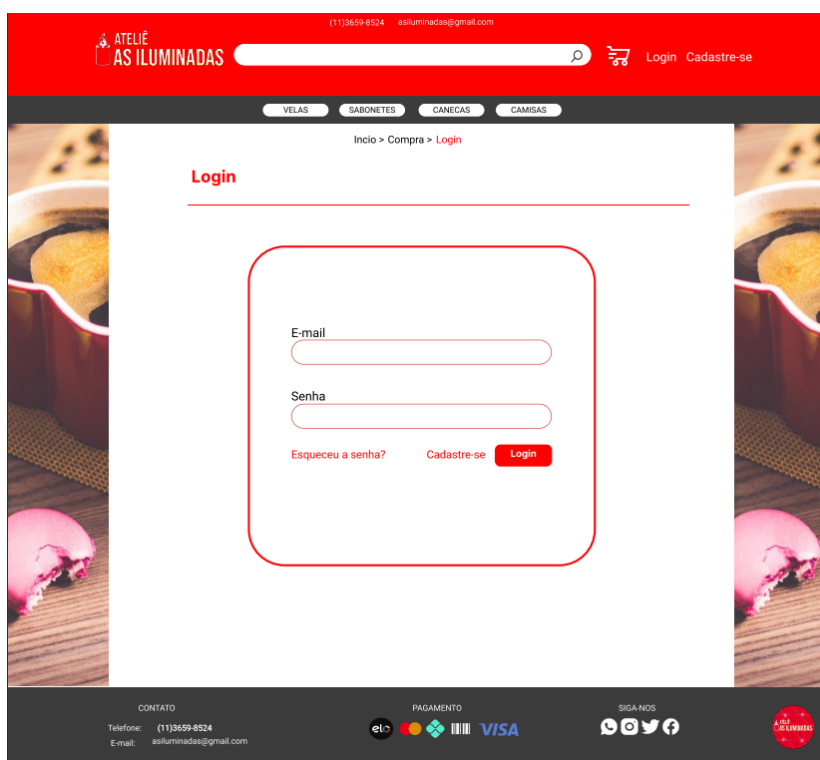 (11)3659-8524 asiluminadas@gmail.com
ATELIÊ
AS ILUMINADAS
Login Cadastre-se
VELAS SABONETES CANECAS CAMISAS
Incio > Compra > Login
Login
E-mail
Senha
Esqueceu a senha? Cadastre-se Login
CONTATO PAGAMENTO SIGA-NOS
Telefone: (11)3659-8524
E-mail: asiluminadas@gmail.com
elo VISA
ATELIÊ
AS ILUMINADAS